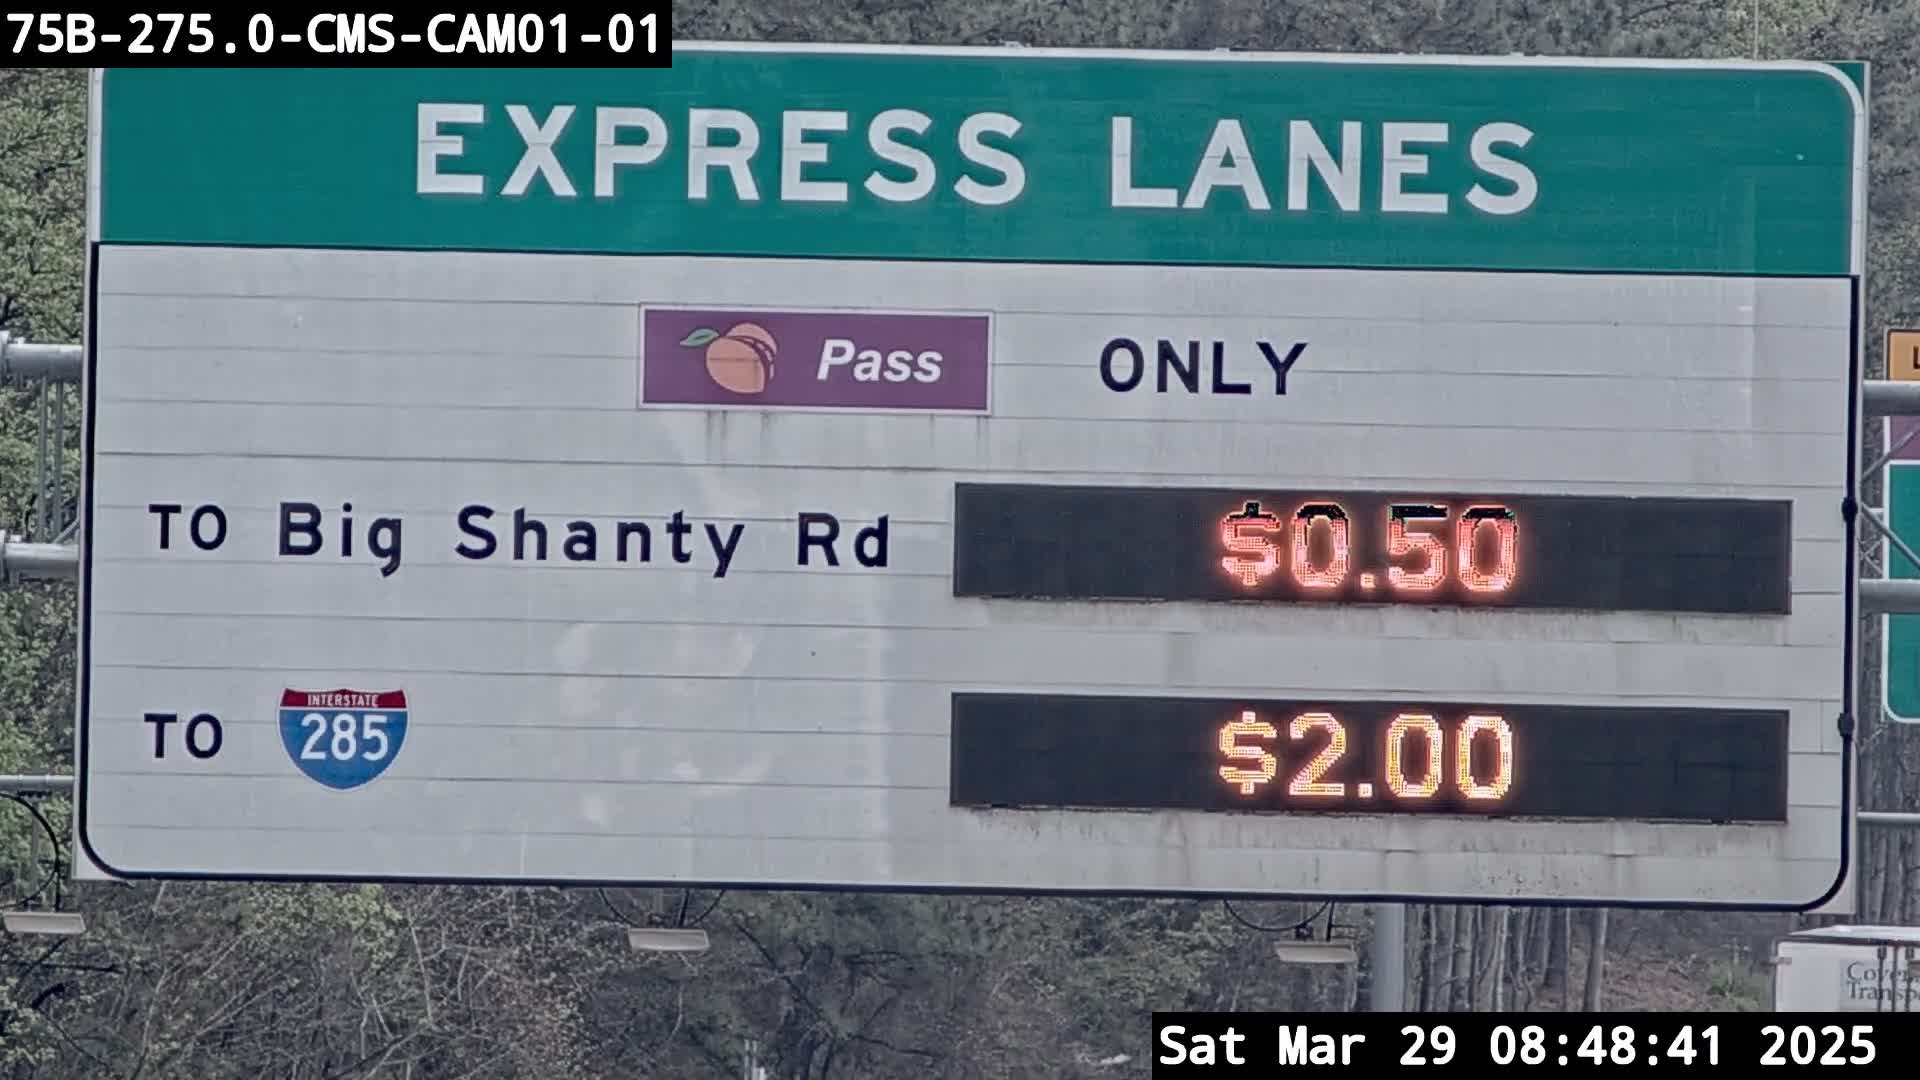 75B-275.0-CMS-CAM01-01
EXPRESS LANES
Pass ONLY
TO Big Shanty Rd $0.50
INTERSTATE
TO 285 $2.00
Sat Mar 29 08:48:41 2025